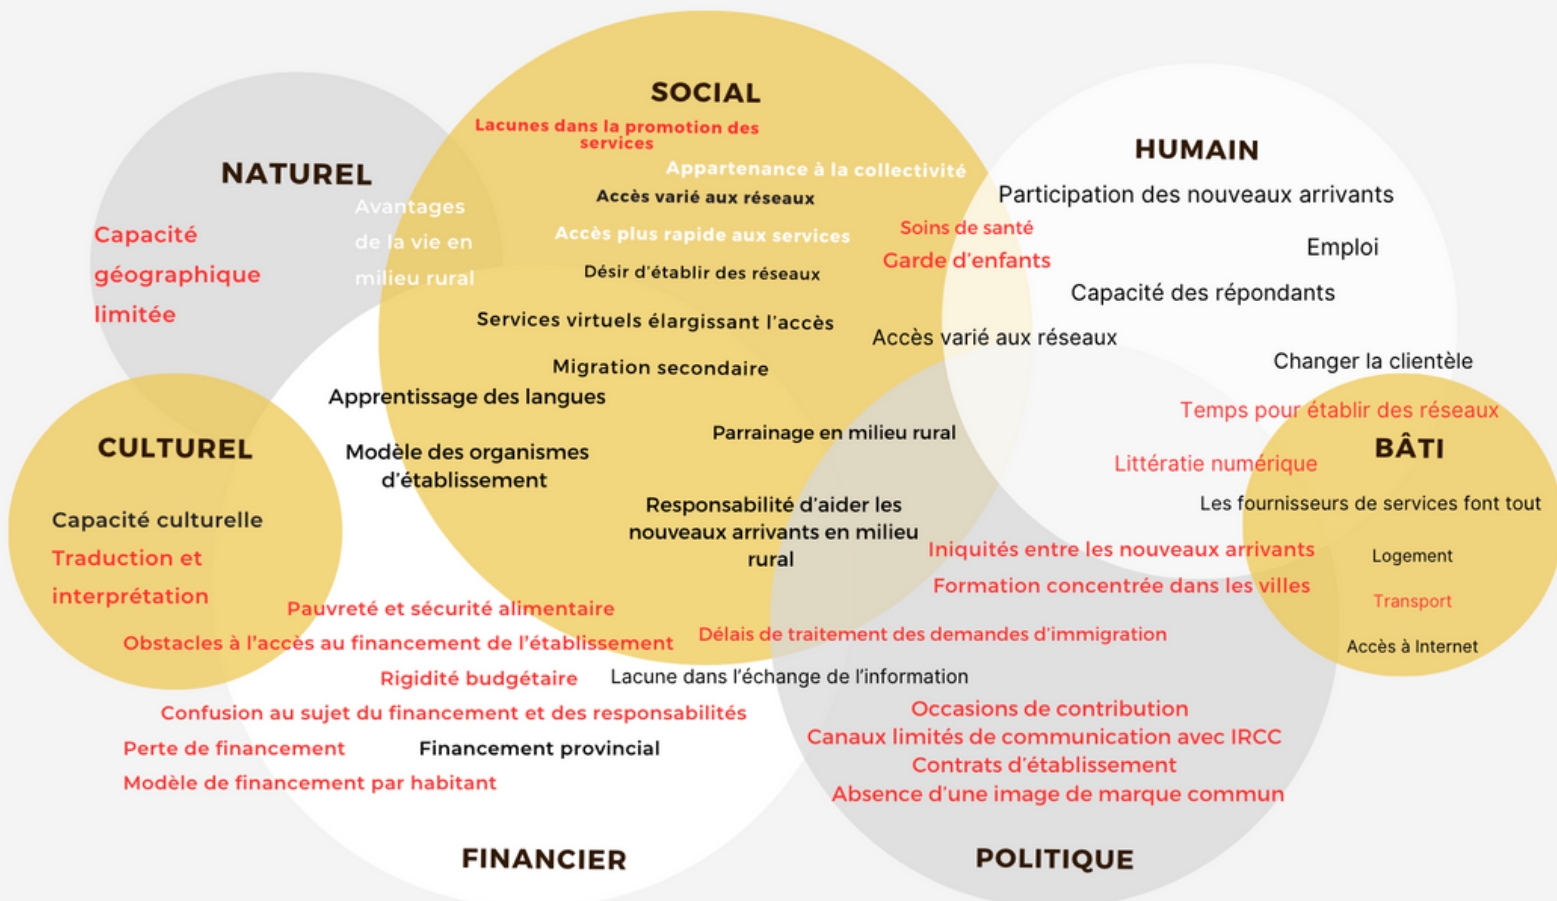 SOCIAL
Lacunes dans la promotion des
services
Appartenance à la collectivité
Accès varié aux réseaux
Accès plus rapide aux services
Désir d'établir des réseaux
Services virtuels élargissant l'accès
Migration secondaire
NATUREL
Avantages
de la vie en
milieu rural
Capacité
géographique
limitée
HUMAIN
Participation des nouveaux arrivants
Soins de santé
Garde d'enfants
Emploi
Capacité des répondants
Accès varié aux réseaux
Changer la clientèle
Temps pour établir des réseaux
BÂTI
Littératie numérique
Les fournisseurs de services font tout
Logement
Transport
Accès à Internet
Apprentissage des langues
Modèle des organismes
d'établissement
Parrainage en milieu rural
Responsabilité d'aider les
nouveaux arrivants en milieu
rural
CULTUREL
Capacité culturelle
Traduction et
interprétation
Iniquités entre les nouveaux arrivants
Formation concentrée dans les villes
Pauvreté et sécurité alimentaire
Obstacles à l'accès au financement de l'établissement
Délais de traitement des demandes d'immigration
Rigidité budgétaire
Lacune dans l'échange de l'information
Confusion au sujet du financement et des responsabilités
Perte de financement
Financement provincial
Modèle de financement par habitant
FINANCIER
Occasions de contribution
Canaux limités de communication avec IRCC
Contrats d'établissement
Absence d'une image de marque commun
POLITIQUE